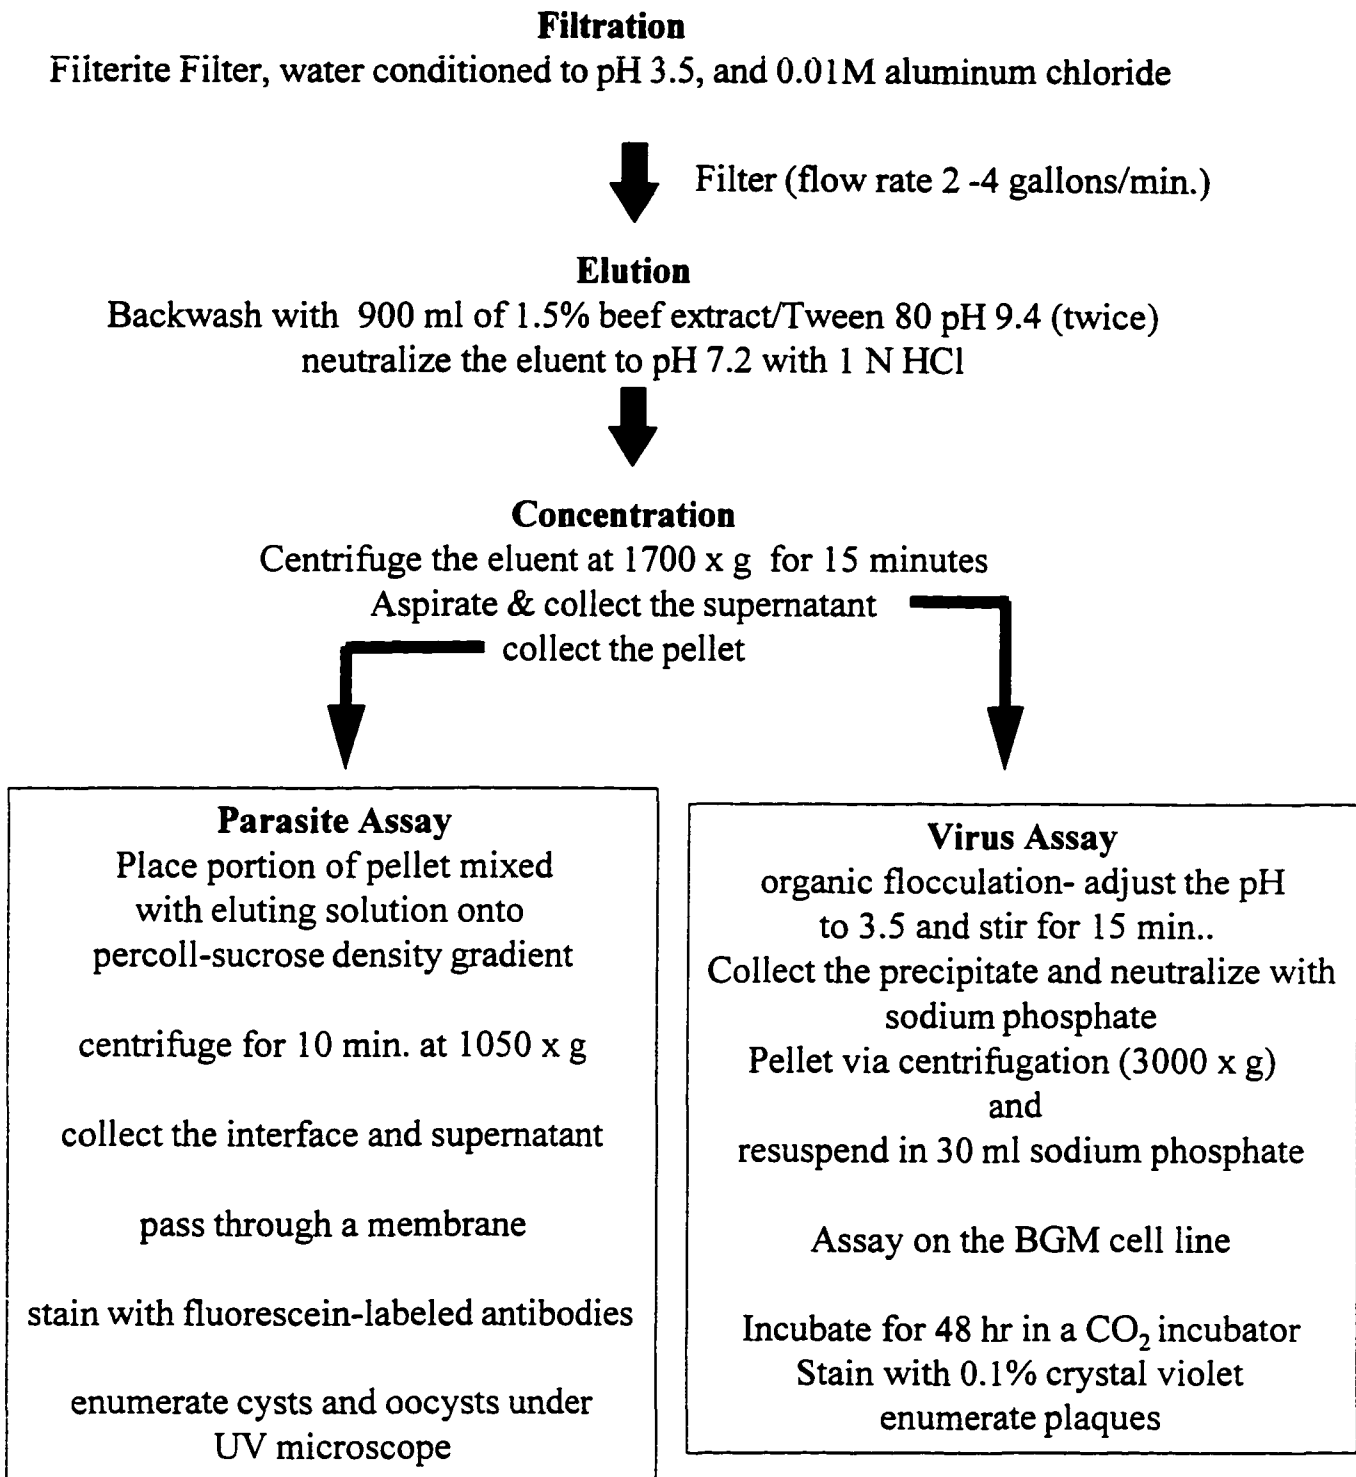 Filtration
Filterite Filter, water conditioned to pH 3.5, and 0.01M aluminum chloride
Filter (flow rate 2 -4 gallons/min.)
Elution
Backwash with 900 ml of 1.5% beef extract/Tween 80 pH 9.4 (twice)
neutralize the eluent to pH 7.2 with 1 N HCl
Concentration
Centrifuge the eluent at 1700 x g for 15 minutes
Aspirate & collect the supernatant
collect the pellet
Parasite Assay
Place portion of pellet mixed
with eluting solution onto
percoll-sucrose density gradient
centrifuge for 10 min. at 1050 x g
collect the interface and supernatant
pass through a membrane
stain with fluorescein-labeled antibodies
enumerate cysts and oocysts under
UV microscope
Virus Assay
organic flocculation- adjust the pH
to 3.5 and stir for 15 min..
Collect the precipitate and neutralize with
sodium phosphate
Pellet via centrifugation (3000 x g)
and
resuspend in 30 ml sodium phosphate
Assay on the BGM cell line
Incubate for 48 hr in a CO₂ incubator
Stain with 0.1% crystal violet
enumerate plaques